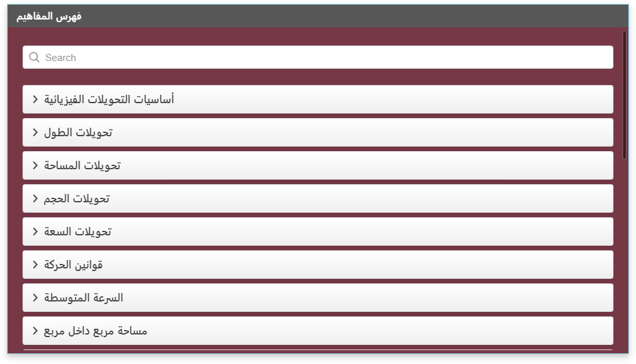 فهرس المفاهيم
Search
أساسيات التحويلات الفيزيائية
تحويلات الطول
تحويلات المساحة
تحويلات الحجم
تحويلات السعة
قوانين الحركة
السرعة المتوسطة
مساحة مربع داخل مربع